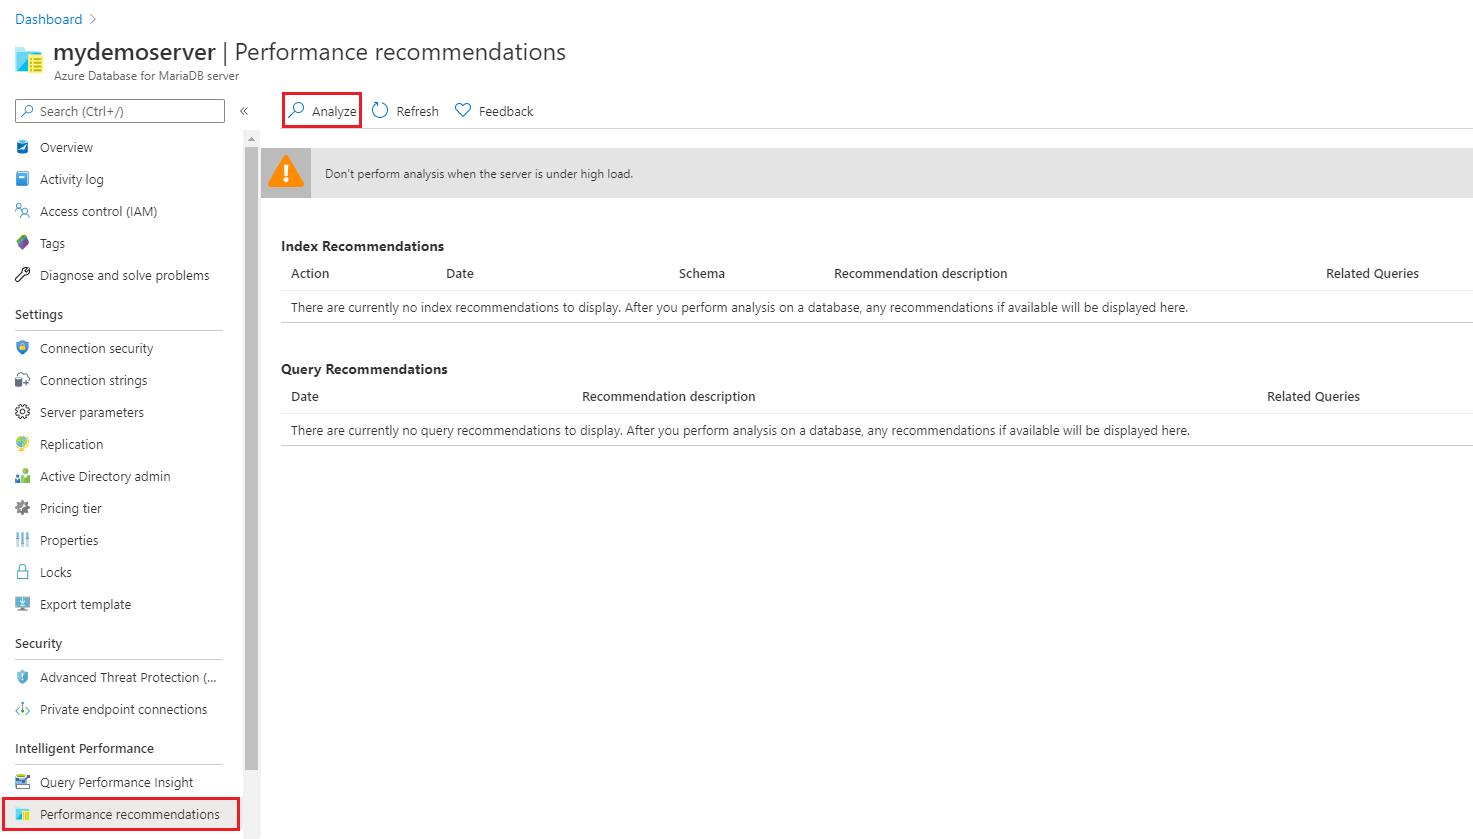 Dashboard >
mydemoserver | Performance recommendations
Azure Database for MariaDB server
Search (Ctrl+/)
«
Analyze
Refresh
Feedback
Overview
Activity log
Access control (IAM)
Tags
Diagnose and solve problems
Settings
Connection security
Connection strings
Server parameters
Replication
Active Directory admin
Pricing tier
Properties
Locks
Export template
Security
Advanced Threat Protection (...
Private endpoint connections
Intelligent Performance
Query Performance Insight
Performance recommendations
Don't perform analysis when the server is under high load.
Index Recommendations
Action Date Schema Recommendation description Related Queries
There are currently no index recommendations to display. After you perform analysis on a database, any recommendations if available will be displayed here.
Query Recommendations
Date Recommendation description Related Queries
There are currently no query recommendations to display. After you perform analysis on a database, any recommendations if available will be displayed here.